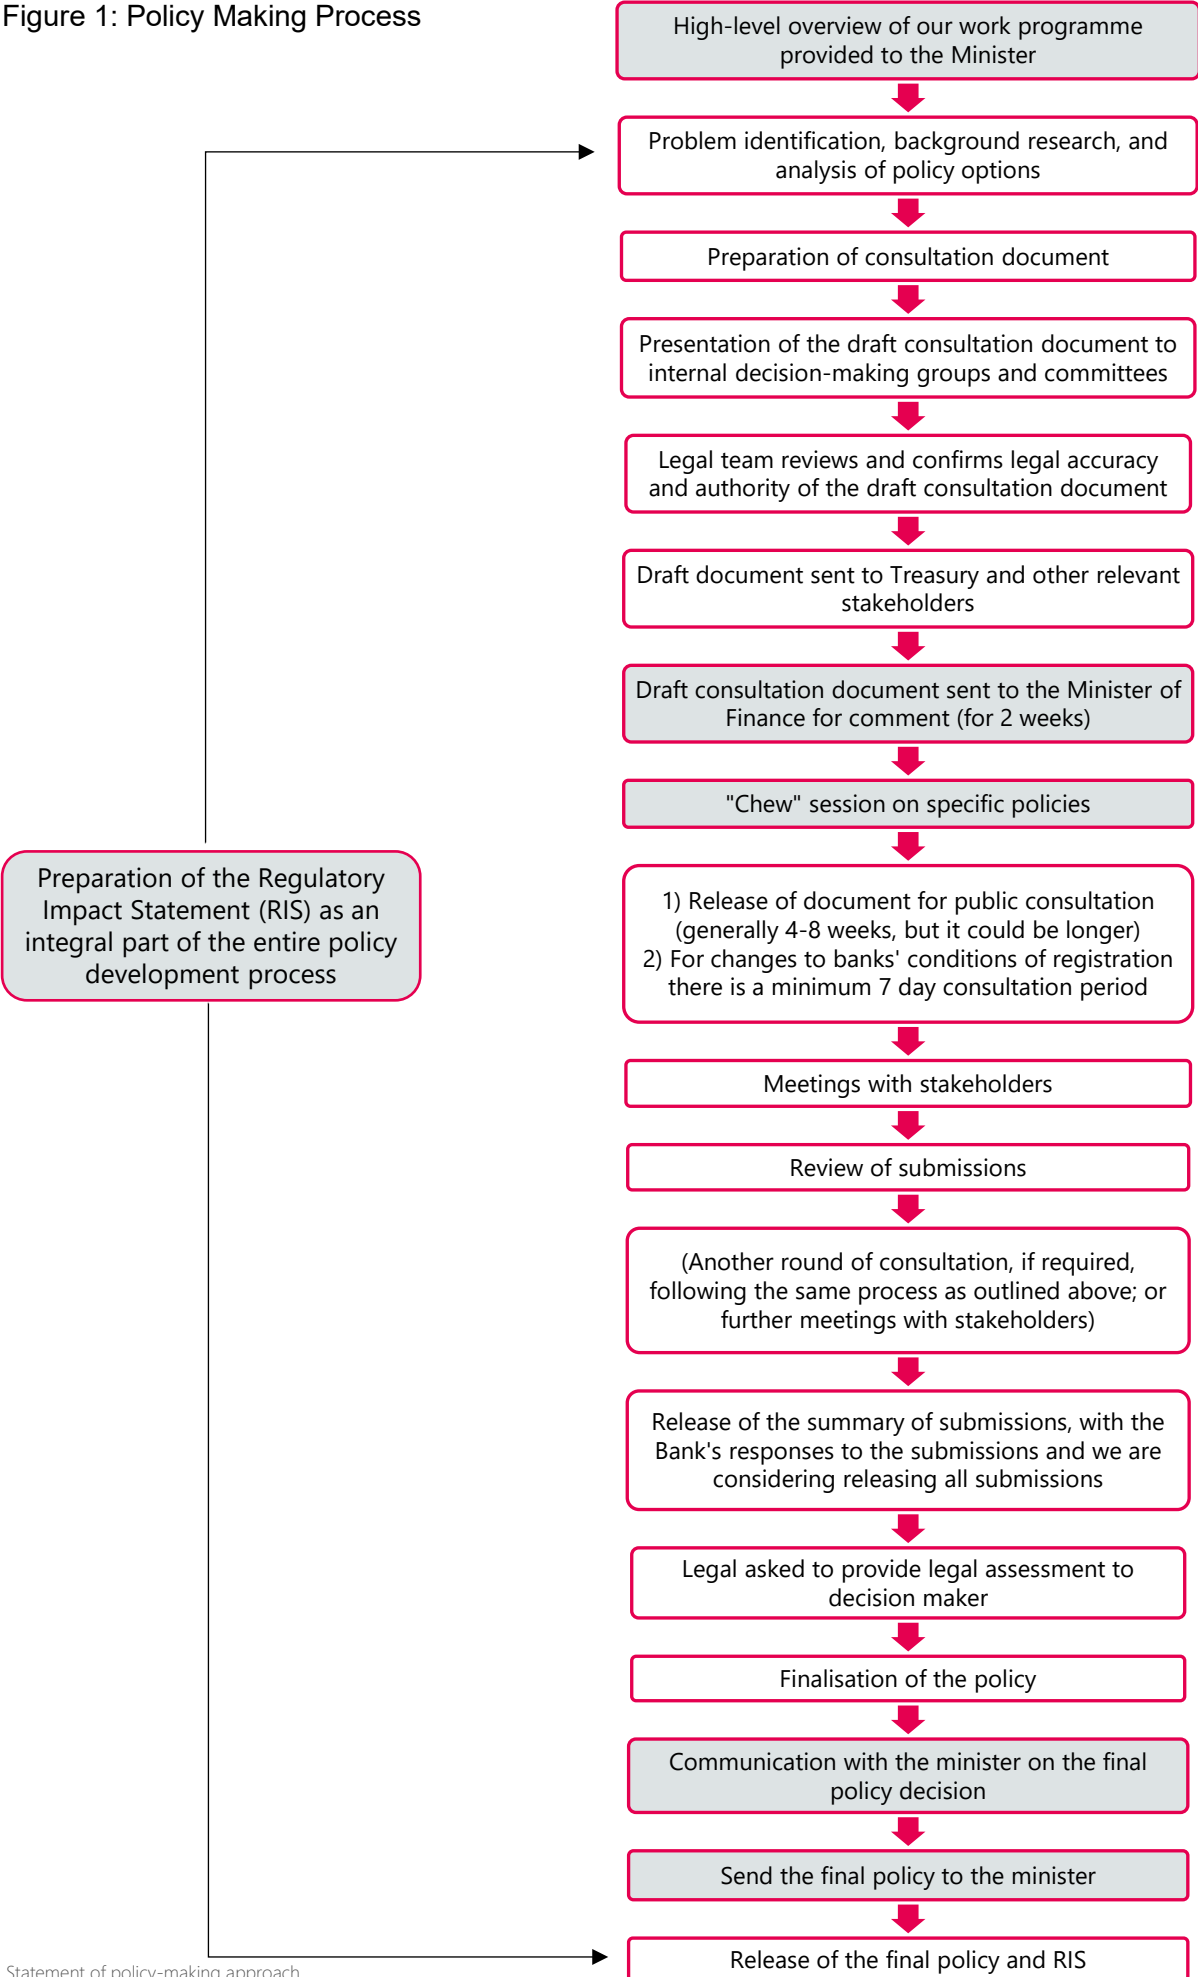 Figure 1: Policy Making Process
High-level overview of our work programme
provided to the Minister
Problem identification, background research, and
analysis of policy options
Preparation of consultation document
Presentation of the draft consultation document to
internal decision-making groups and committees
Legal team reviews and confirms legal accuracy
and authority of the draft consultation document
Draft document sent to Treasury and other relevant
stakeholders
Draft consultation document sent to the Minister of
Finance for comment (for 2 weeks)
"Chew" session on specific policies
Preparation of the Regulatory
Impact Statement (RIS) as an
integral part of the entire policy
development process
1) Release of document for public consultation
(generally 4-8 weeks, but it could be longer)
2) For changes to banks' conditions of registration
there is a minimum 7 day consultation period
Meetings with stakeholders
Review of submissions
(Another round of consultation, if required,
following the same process as outlined above; or
further meetings with stakeholders)
Release of the summary of submissions, with the
Bank's responses to the submissions and we are
considering releasing all submissions
Legal asked to provide legal assessment to
decision maker
Finalisation of the policy
Communication with the minister on the final
policy decision
Send the final policy to the minister
Release of the final policy and RIS
Statement of policy-making approach